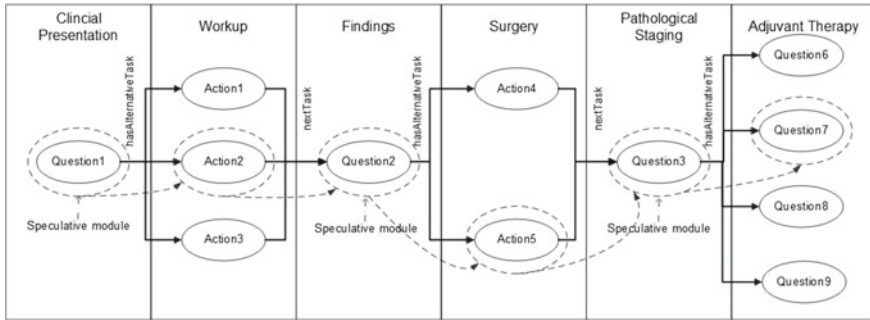 Clincial
Presentation
Workup
Findings
Surgery
Pathological
Staging
Adjuvant Therapy
hasAlternativeTask
nextTask
hasAlternativeTask
nextTask
hasAlternativeTask
Question6
Action1
Action4
Question7
Question1
Action2
Question2
Question3
Question8
Speculative module
Action3
Speculative module
Action5
Speculative module
Question9